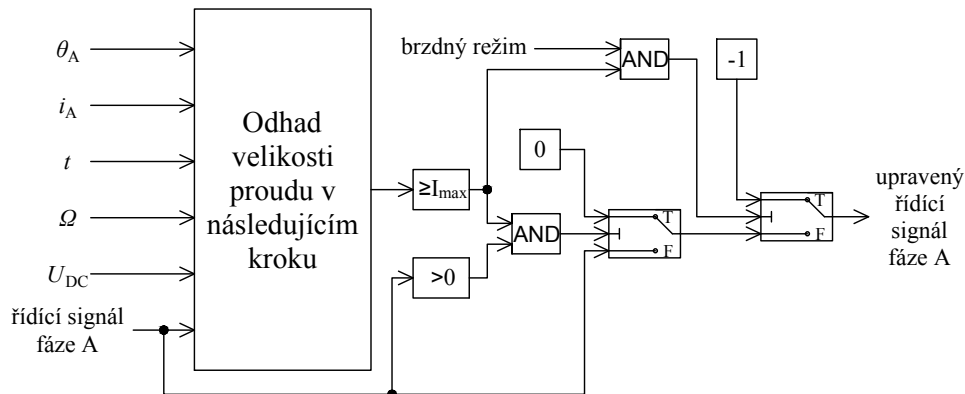 θA
iA
t
Ω
UDC
řídící signál
fáze A
Odhad
velikosti
proudu v
následujícím
kroku
≥Imax
>0
brzdný režim
AND
AND
0
T
F
-1
T
F
upravený
řídící
signál
fáze A